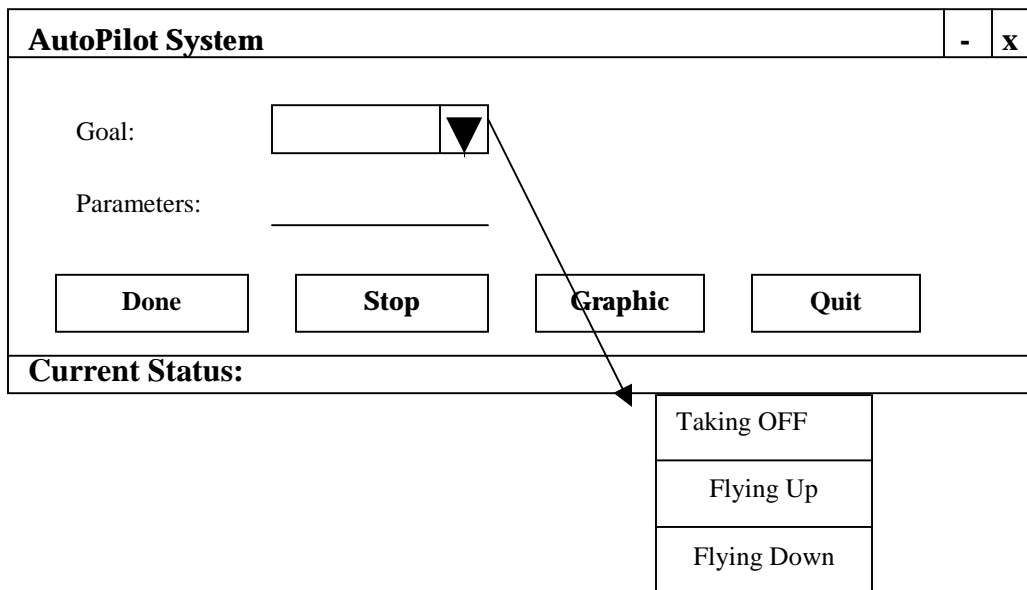 AutoPilot System - x
Goal:
Parameters:
Done Stop Graphic Quit
Current Status:
Taking OFF
Flying Up
Flying Down